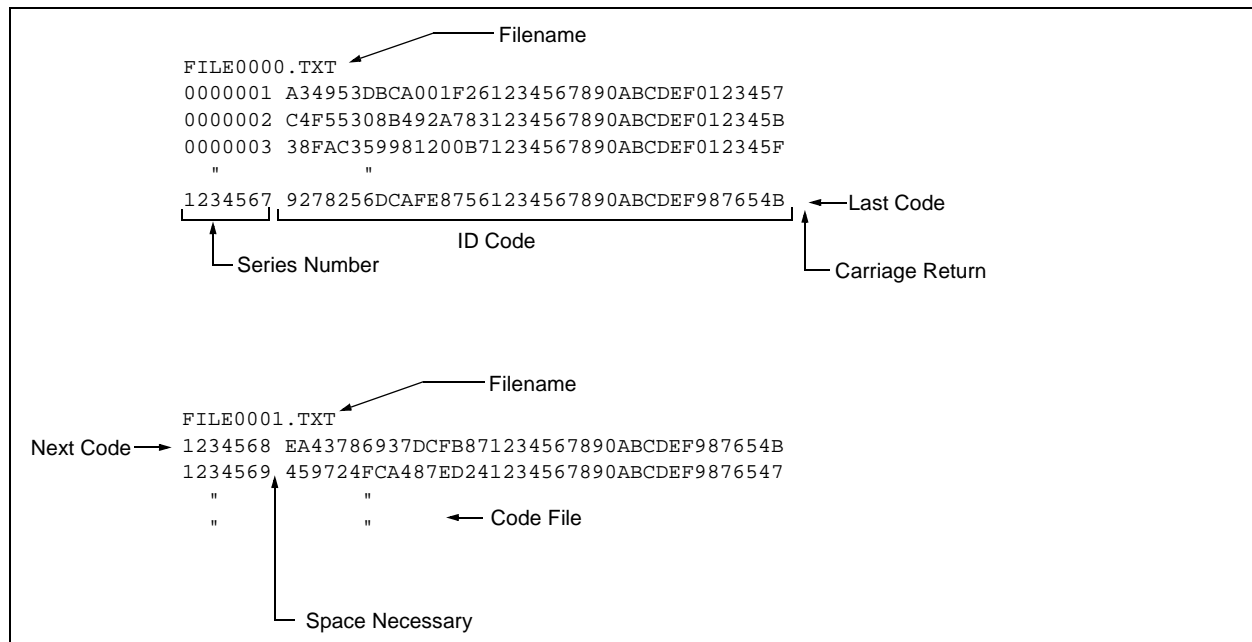 Filename
FILE0000.TXT
0000001 A34953DBCA001F261234567890ABCDEF0123457
0000002 C4F55308B492A7831234567890ABCDEF012345B
0000003 38FAC359981200B71234567890ABCDEF012345F
" "
1234567 9278256DCAFE87561234567890ABCDEF987654B
Last Code
ID Code
Series Number
Carriage Return
Filename
FILE0001.TXT
Next Code
1234568 EA43786937DCFB871234567890ABCDEF987654B
1234569 459724FCA487ED241234567890ABCDEF9876547
" "
" "
Code File
Space Necessary